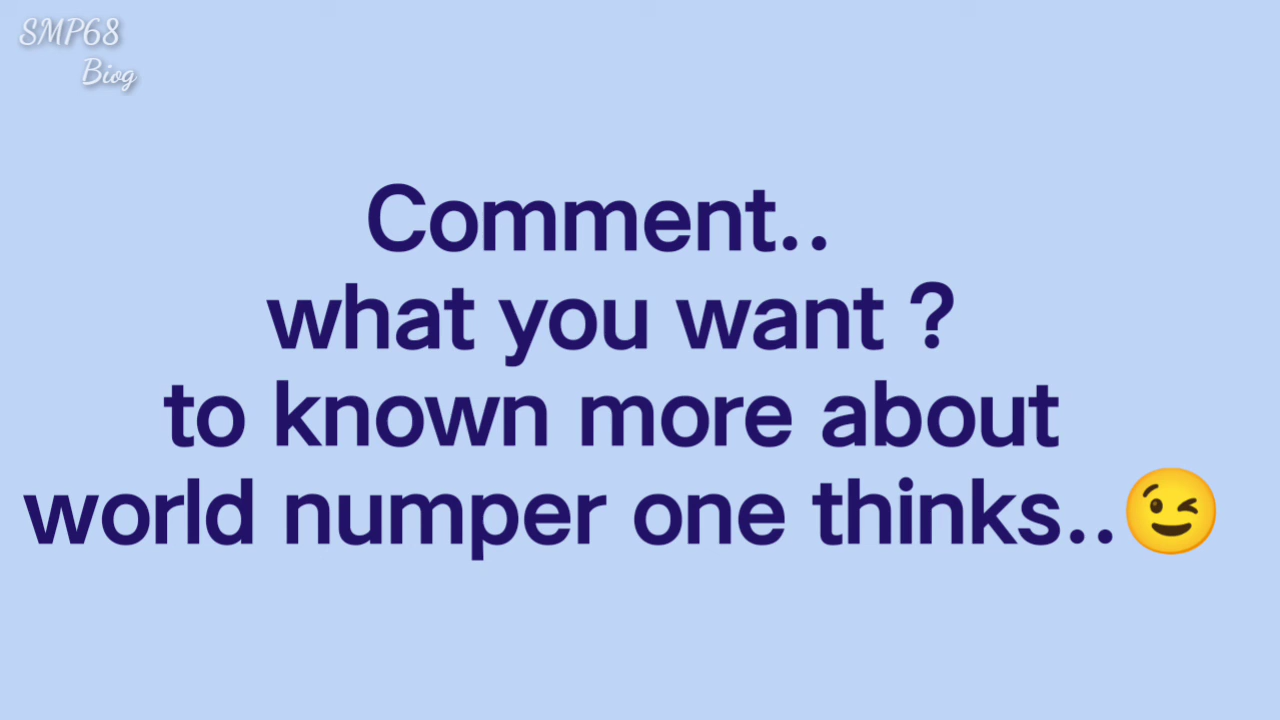 SMP68
Biog
Comment..
what you want ?
to known more about
world numper one thinks..😉